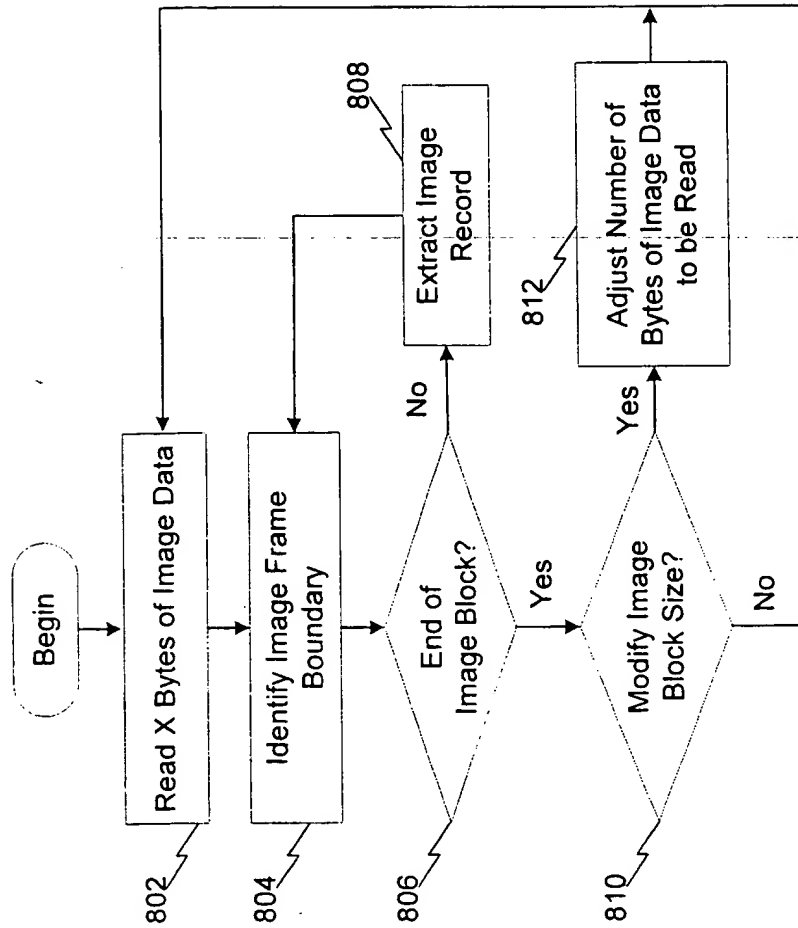 Begin
802
Read X Bytes of Image Data
804
Identify Image Frame
Boundary
806
End of
Image Block?
No
808
Extract Image
Record
Yes
810
Modify Image
Block Size?
Yes
812
Adjust Number of
Bytes of Image Data
to be Read
No